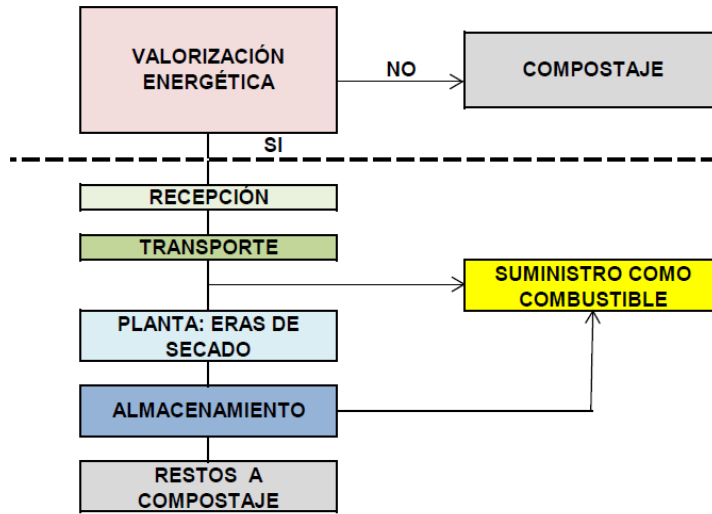 VALORIZACIÓN
ENERGÉTICA
NO
COMPOSTAJE
SI
RECEPCIÓN
TRANSPORTE
SUMINISTRO COMO
COMBUSTIBLE
PLANTA: ERAS DE
SECADO
ALMACENAMIENTO
RESTOS A
COMPOSTAJE